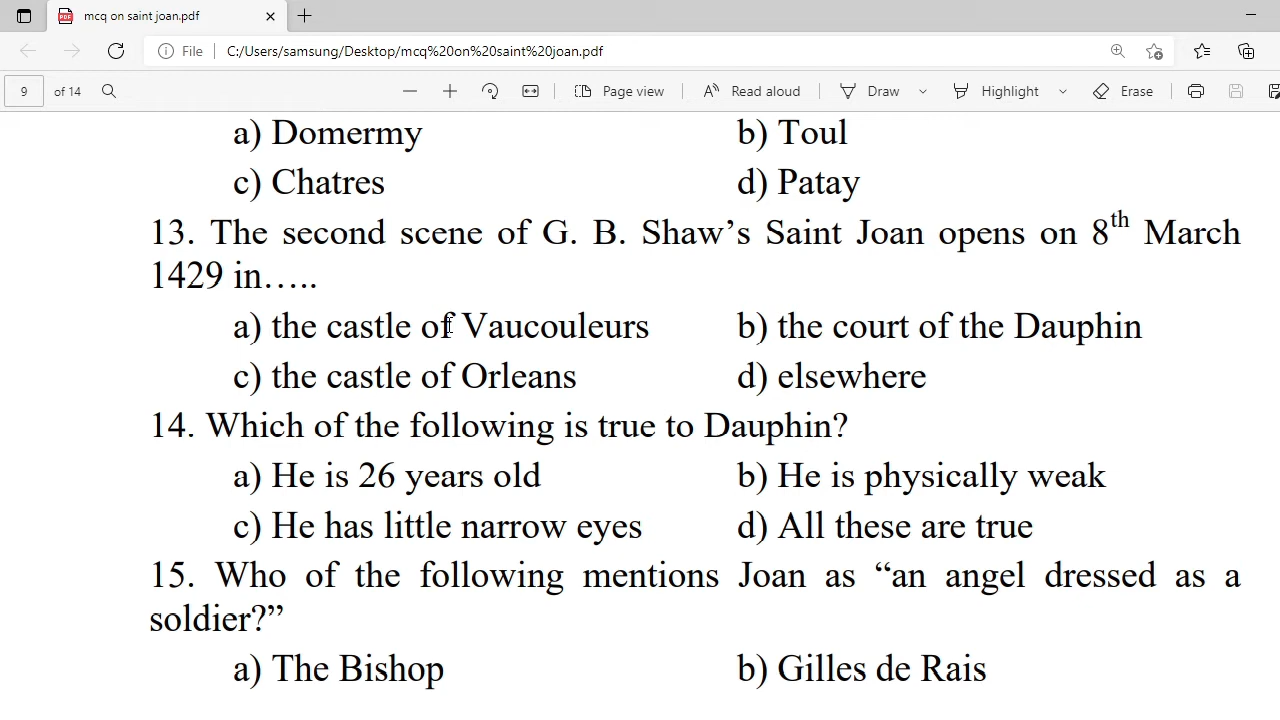 mcq on saint joan.pdf
File C:/Users/samsung/Desktop/mcq%20on%20saint%20joan.pdf
9 of 14 Page view Read aloud Draw Highlight Erase
a) Domermy b) Toul
c) Chatres d) Patay
13. The second scene of G. B. Shaw’s Saint Joan opens on 8th March
1429 in…..
a) the castle of Vaucouleurs b) the court of the Dauphin
c) the castle of Orleans d) elsewhere
14. Which of the following is true to Dauphin?
a) He is 26 years old b) He is physically weak
c) He has little narrow eyes d) All these are true
15. Who of the following mentions Joan as “an angel dressed as a
soldier?”
a) The Bishop b) Gilles de Rais